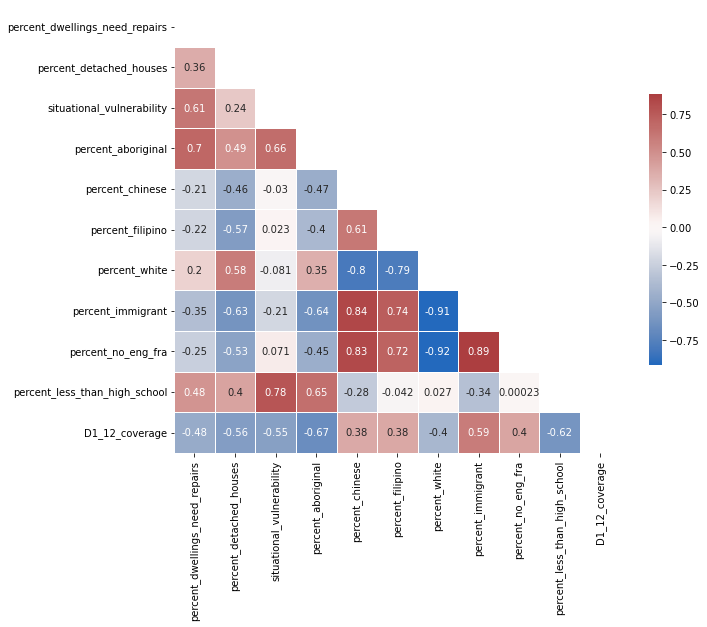 percent_dwellings_need_repairs
percent_detached_houses 0.36
situational_vulnerability 0.61 0.24
percent_aboriginal 0.7 0.49 0.66
percent_chinese -0.21 -0.46 -0.03 -0.47
percent_filipino -0.22 -0.57 0.023 -0.4 0.61
percent_white 0.2 0.58 -0.081 0.35 -0.8 -0.79
percent_immigrant -0.35 -0.63 -0.21 -0.64 0.84 0.74 -0.91
percent_no_eng_fra -0.25 -0.53 0.071 -0.45 0.83 0.72 -0.92 0.89
percent_less_than_high_school 0.48 0.4 0.78 0.65 -0.28 -0.042 0.027 -0.34 0.00023
D1_12_coverage -0.48 -0.56 -0.55 -0.67 0.38 0.38 -0.4 0.59 0.4 -0.62
percent_dwellings_need_repairs
percent_detached_houses
situational_vulnerability
percent_aboriginal
percent_chinese
percent_filipino
percent_white
percent_immigrant
percent_no_eng_fra
percent_less_than_high_school
D1_12_coverage
0.75
0.50
0.25
0.00
-0.25
-0.50
-0.75